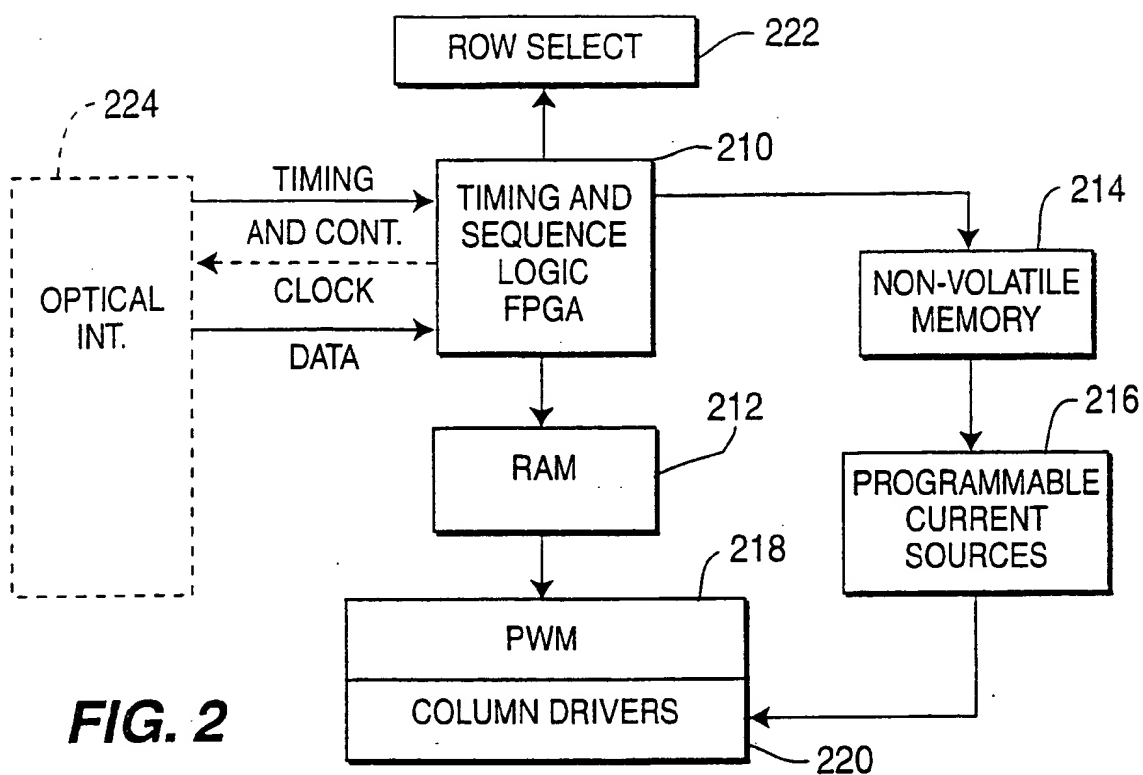 ROW SELECT
222
224
210
TIMING
AND CONT.
CLOCK
DATA
TIMING AND
SEQUENCE
LOGIC
FPGA
214
NON-VOLATILE
MEMORY
OPTICAL
INT.
212
RAM
216
PROGRAMMABLE
CURRENT
SOURCES
218
PWM
COLUMN DRIVERS
220
FIG. 2